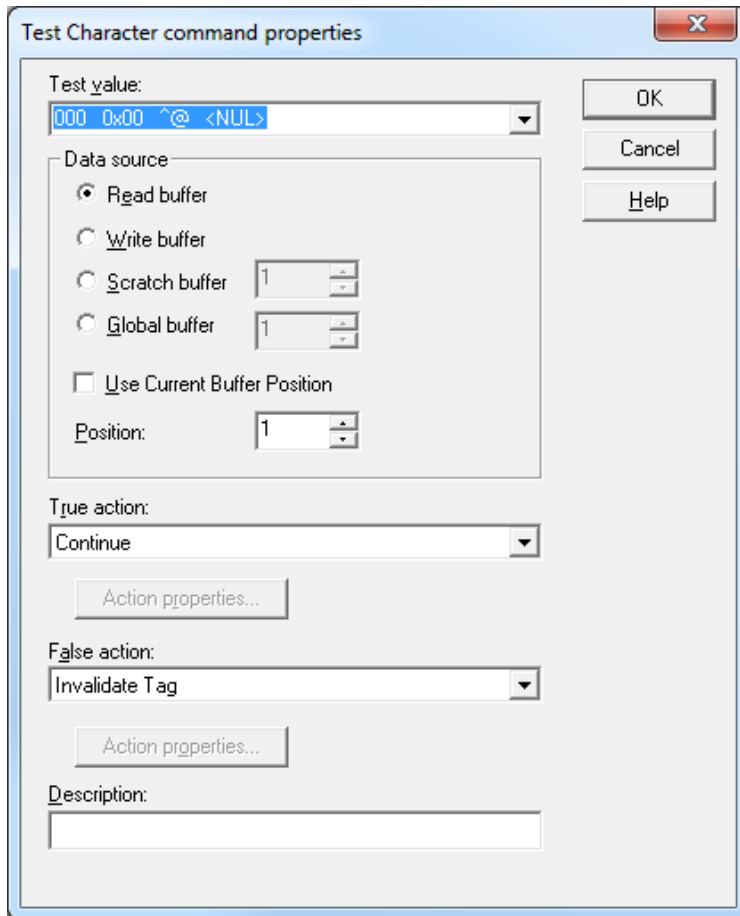 Test Character command properties
Test value:
000 0x00 ^@ <NUL>
OK
Cancel
Help
Data source
Read buffer
Write buffer
Scratch buffer 1
Global buffer 1
Use Current Buffer Position
Position: 1
True action:
Continue
Action properties...
False action:
Invalidate Tag
Action properties...
Description: